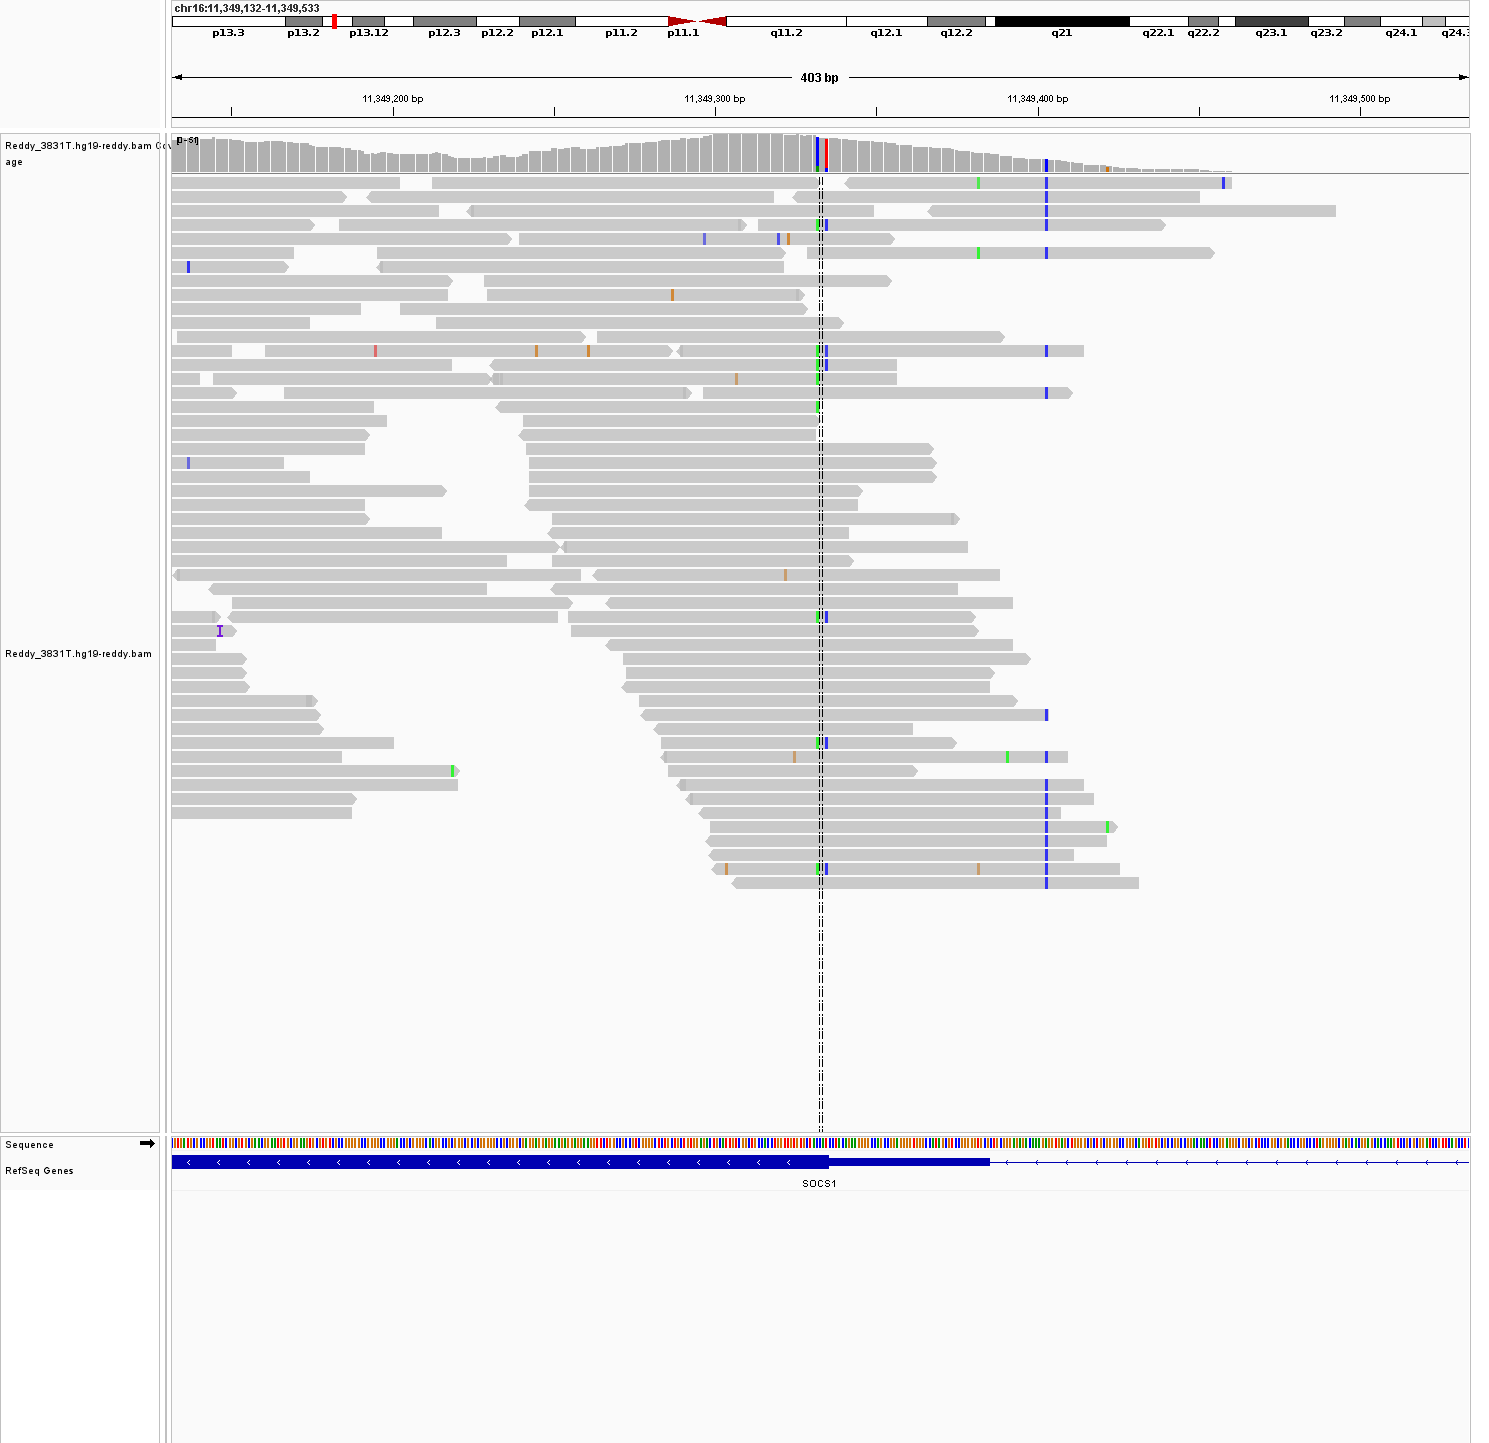 chr16:11,349,132-11,349,533
p13.3 p13.2 p13.12 p12.3 p12.2 p12.1 p11.2 p11.1 q11.2 q12.1 q12.2 q21 q22.1 q22.2 q23.1 q23.2 q24.1 q24.3
403 bp
11,349,200 bp 11,349,300 bp 11,349,400 bp 11,349,500 bp
Reddy_3831T.hg19-reddy.bam Cov
age
Reddy_3831T.hg19-reddy.bam
Sequence
RefSeq Genes
SOCS1